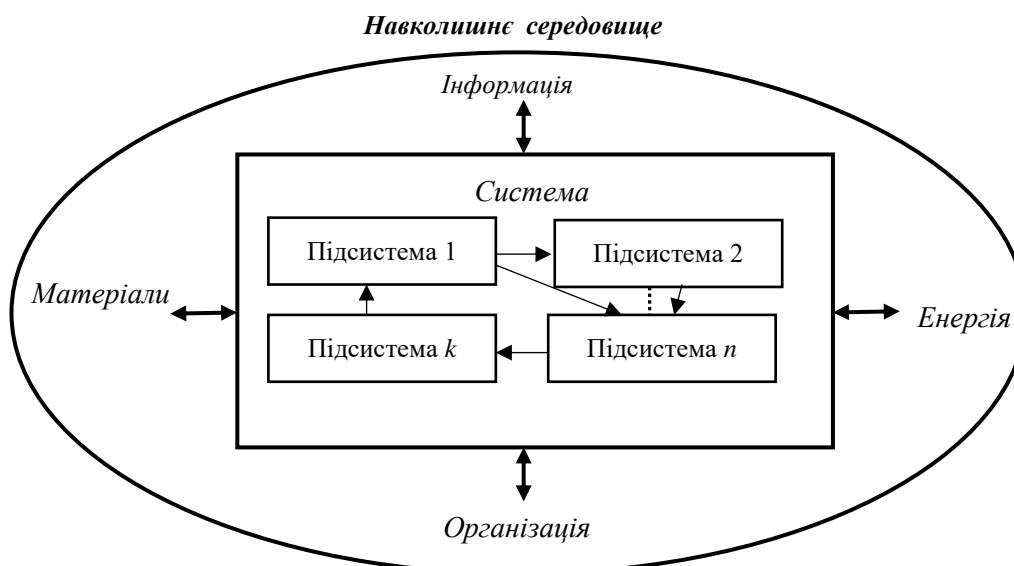 Навколишнє середовище
Інформація
Система
Підсистема 1
Підсистема 2
Матеріали
Енергія
Підсистема k
Підсистема n
Організація